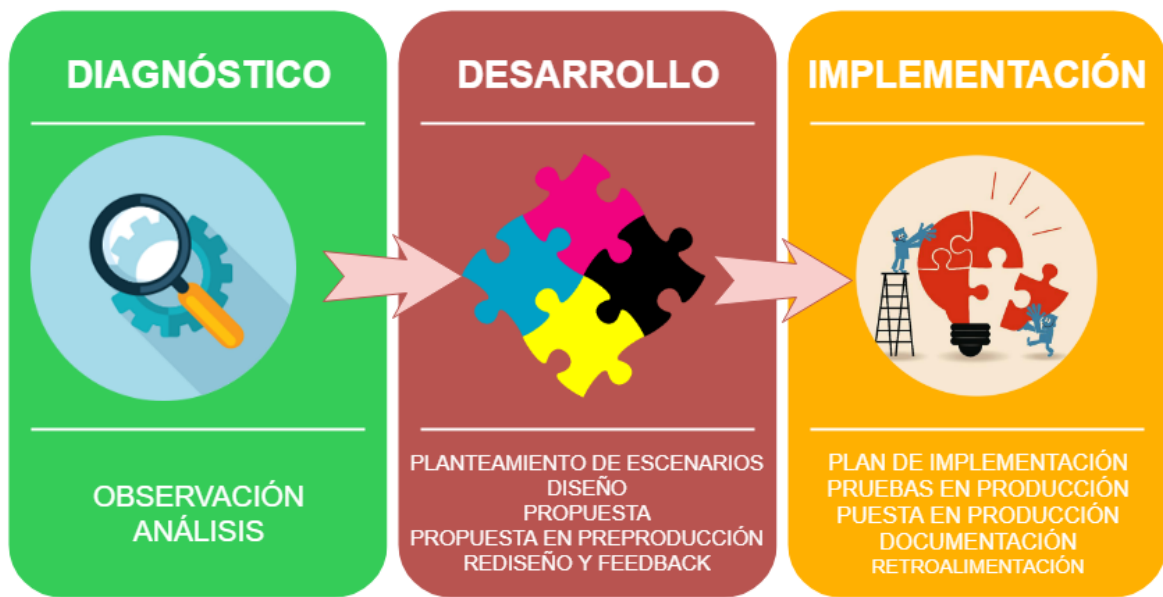 DIAGNÓSTICO
OBSERVACIÓN
ANÁLISIS
DESARROLLO
PLANTEAMIENTO DE ESCENARIOS
DISEÑO
PROPUESTA
PROPUESTA EN PREPRODUCCIÓN
REDISEÑO Y FEEDBACK
IMPLEMENTACIÓN
PLAN DE IMPLEMENTACIÓN
PRUEBAS EN PRODUCCIÓN
PUESTA EN PRODUCCIÓN
DOCUMENTACIÓN
RETROALIMENTACIÓN